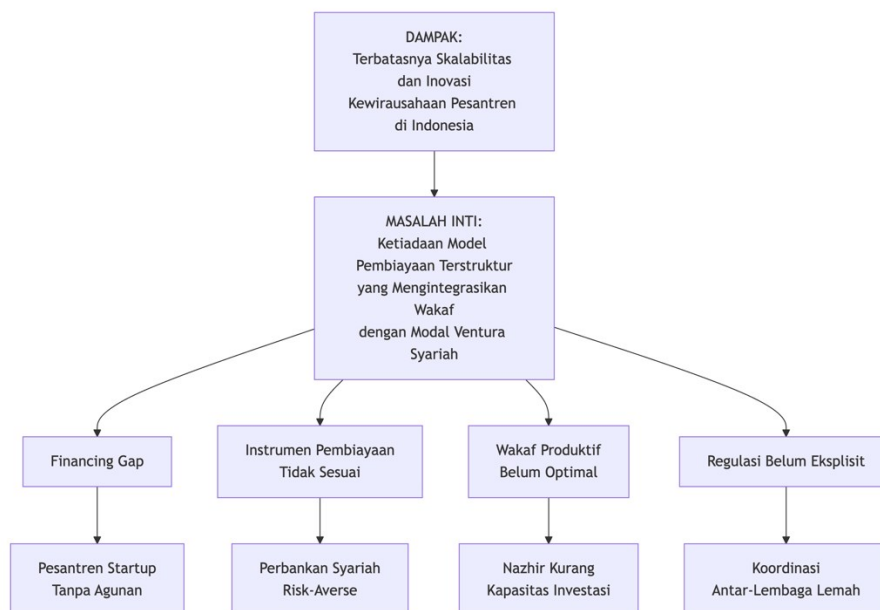 DAMPAK:
Terbatasnya Skalabilitas
dan Inovasi
Kewirausahaan Pesantren
di Indonesia
MASALAH INTI:
Ketiadaan Model
Pembiayaan Terstruktur
yang Mengintegrasikan
Wakaf
dengan Modal Ventura
Syariah
Financing Gap
Instrumen Pembiayaan
Tidak Sesuai
Wakaf Produktif
Belum Optimal
Regulasi Belum Eksplisit
Pesantren Startup
Tanpa Agunan
Perbankan Syariah
Risk-Averse
Nazhir Kurang
Kapasitas Investasi
Koordinasi
Antar-Lembaga Lemah